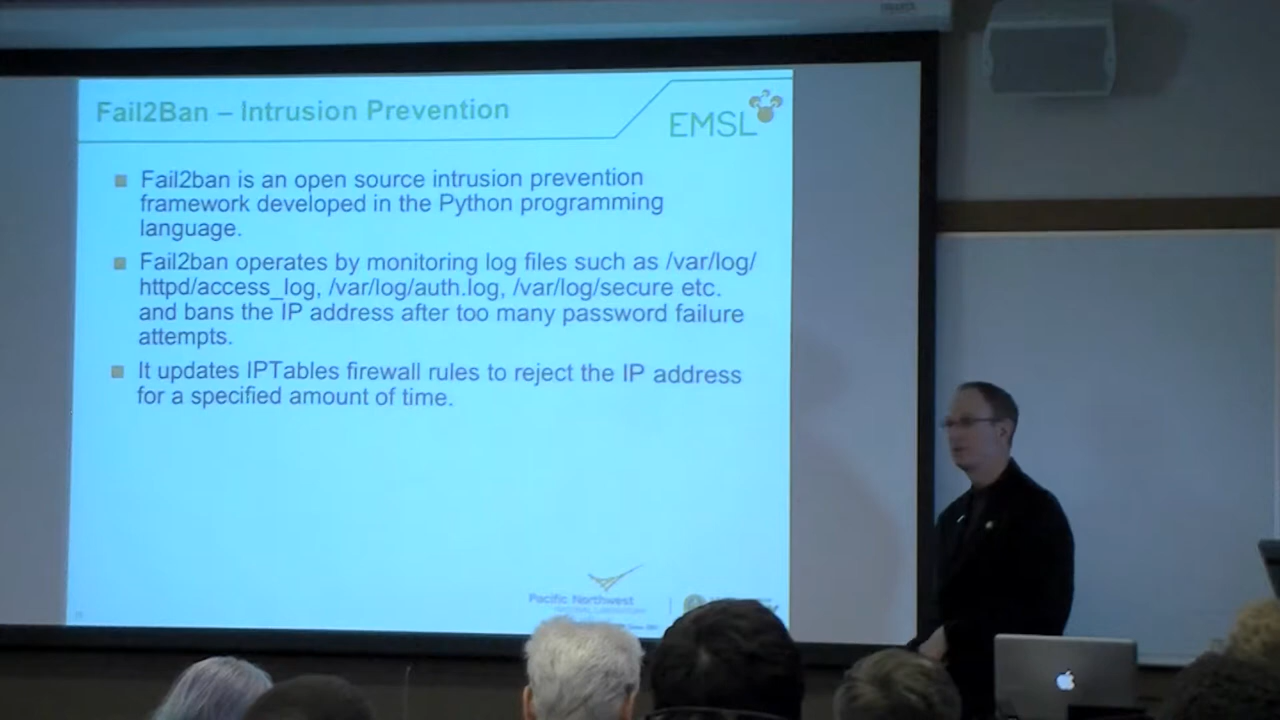 Fail2Ban – Intrusion Prevention
EMSL
Fail2ban is an open source intrusion prevention
framework developed in the Python programming
language.
Fail2ban operates by monitoring log files such as /var/log/
httpd/access_log, /var/log/auth.log, /var/log/secure etc.
and bans the IP address after too many password failure
attempts.
It updates IPTables firewall rules to reject the IP address
for a specified amount of time.
Pacific Northwest